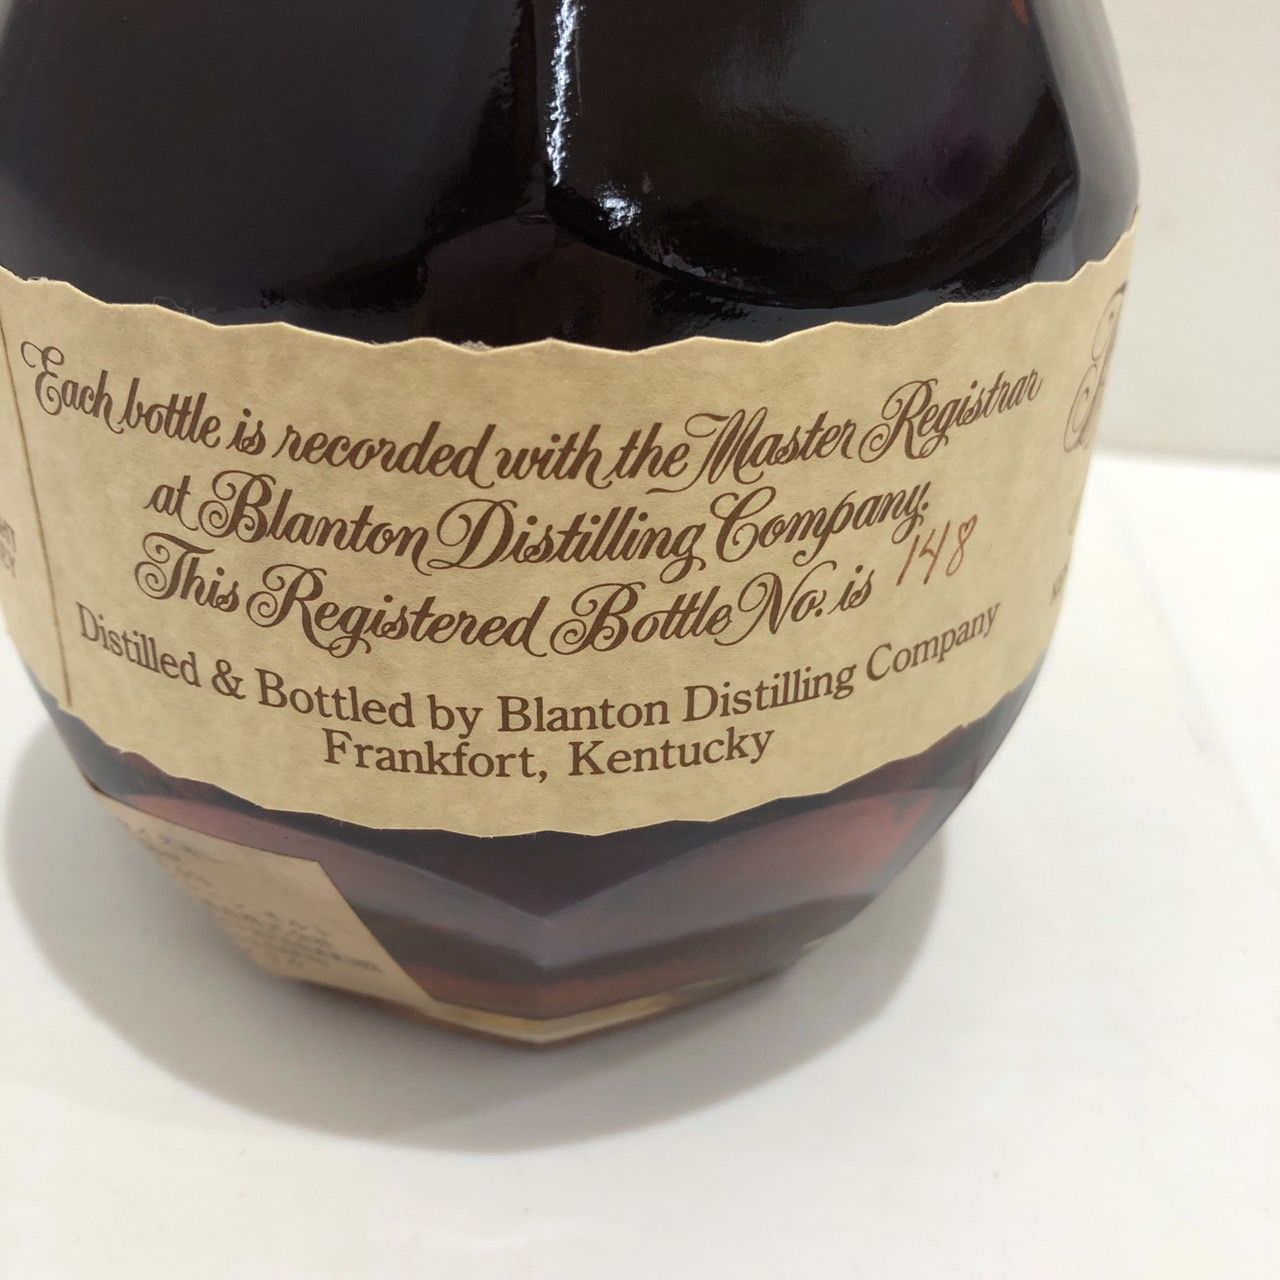 Each bottle is recorded with the Master Registrar
at Blanton Distilling Company.
This Registered Bottle No. is 148
Distilled & Bottled by Blanton Distilling Company
Frankfort, Kentucky